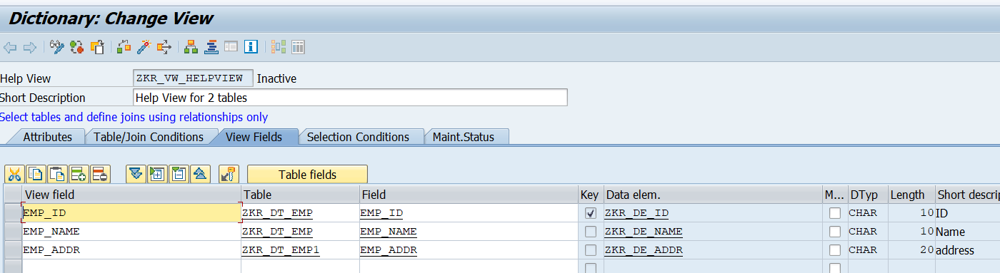 Dictionary: Change View
Help View ZKR_VW_HELPVIEW Inactive
Short Description Help View for 2 tables
Select tables and define joins using relationships only
Attributes Table/Join Conditions View Fields Selection Conditions Maint.Status
Table fields
View field Table Field Key Data elem. M... DTyp Length Short descrip
EMP_ID ZKR_DT_EMP EMP_ID ZKR_DE_ID CHAR 10 ID
EMP_NAME ZKR_DT_EMP EMP_NAME ZKR_DE_NAME CHAR 10 Name
EMP_ADDR ZKR_DT_EMP1 EMP_ADDR ZKR_DE_ADDR CHAR 20 address